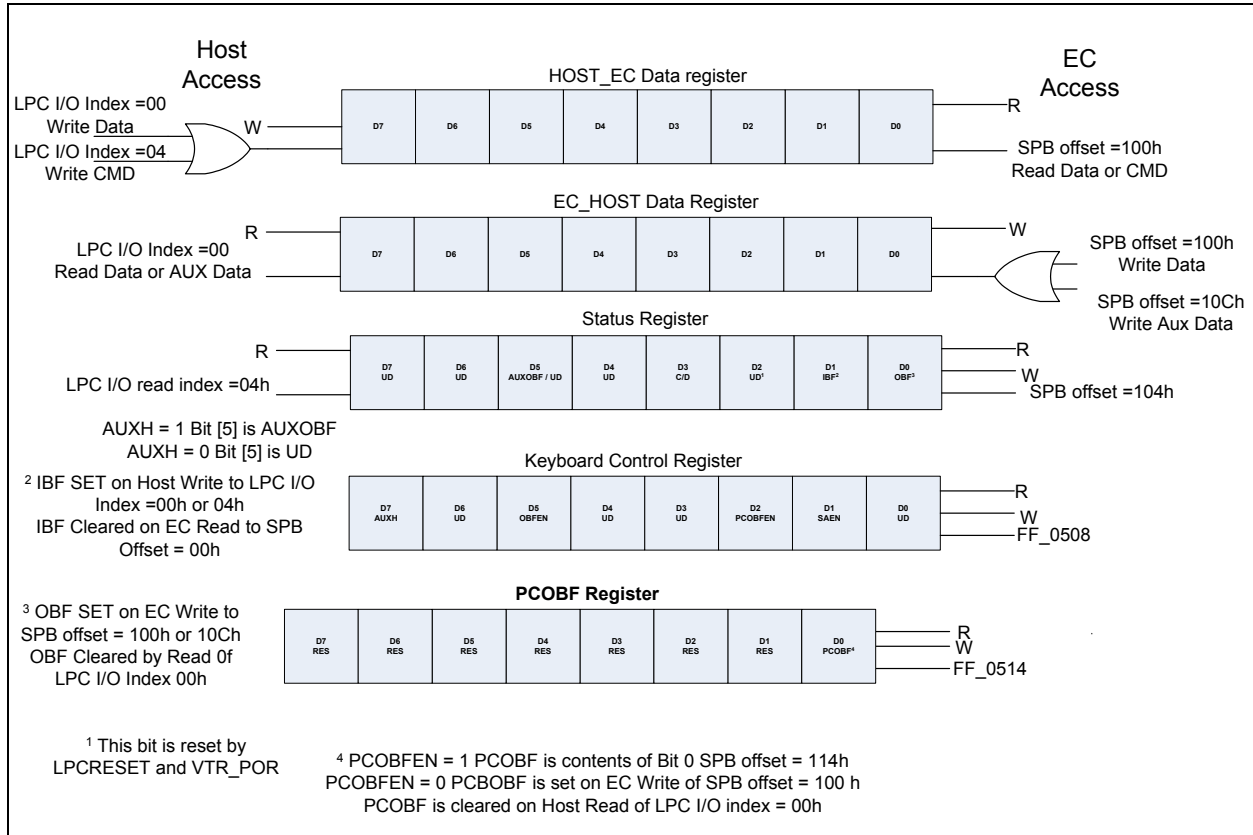 Host
Access
EC
Access
HOST_EC Data register
LPC I/O Index =00
Write Data
LPC I/O Index =04
Write CMD
W
D7 D6 D5 D4 D3 D2 D1 D0
R
SPB offset =100h
Read Data or CMD
EC_HOST Data Register
R
LPC I/O Index =00
Read Data or AUX Data
D7 D6 D5 D4 D3 D2 D1 D0
W
SPB offset =100h
Write Data
SPB offset =10Ch
Write Aux Data
Status Register
R
LPC I/O read index =04h
D7 D6 D5 D4 D3 D2 D1 D0
UD UD AUXOBF / UD UD C/D UD¹ IBF² OBF³
R
W
SPB offset =104h
AUXH = 1 Bit [5] is AUXOBF
AUXH = 0 Bit [5] is UD
Keyboard Control Register
² IBF SET on Host Write to LPC I/O
Index =00h or 04h
IBF Cleared on EC Read to SPB
Offset = 00h
D7 D6 D5 D4 D3 D2 D1 D0
AUXH UD OBFEN UD UD PCOBFEN SAEN UD
R
W
FF_0508
PCOBF Register
³ OBF SET on EC Write to
SPB offset = 100h or 10Ch
OBF Cleared by Read 0f
LPC I/O Index 00h
D7 D6 D5 D4 D3 D2 D1 D0
RES RES RES RES RES RES RES PCOBF⁴
R
W
FF_0514
¹ This bit is reset by
LPCRESET and VTR_POR
⁴ PCOBFEN = 1 PCOBF is contents of Bit 0 SPB offset = 114h
PCOBFEN = 0 PCBOBF is set on EC Write of SPB offset = 100 h
PCOBF is cleared on Host Read of LPC I/O index = 00h